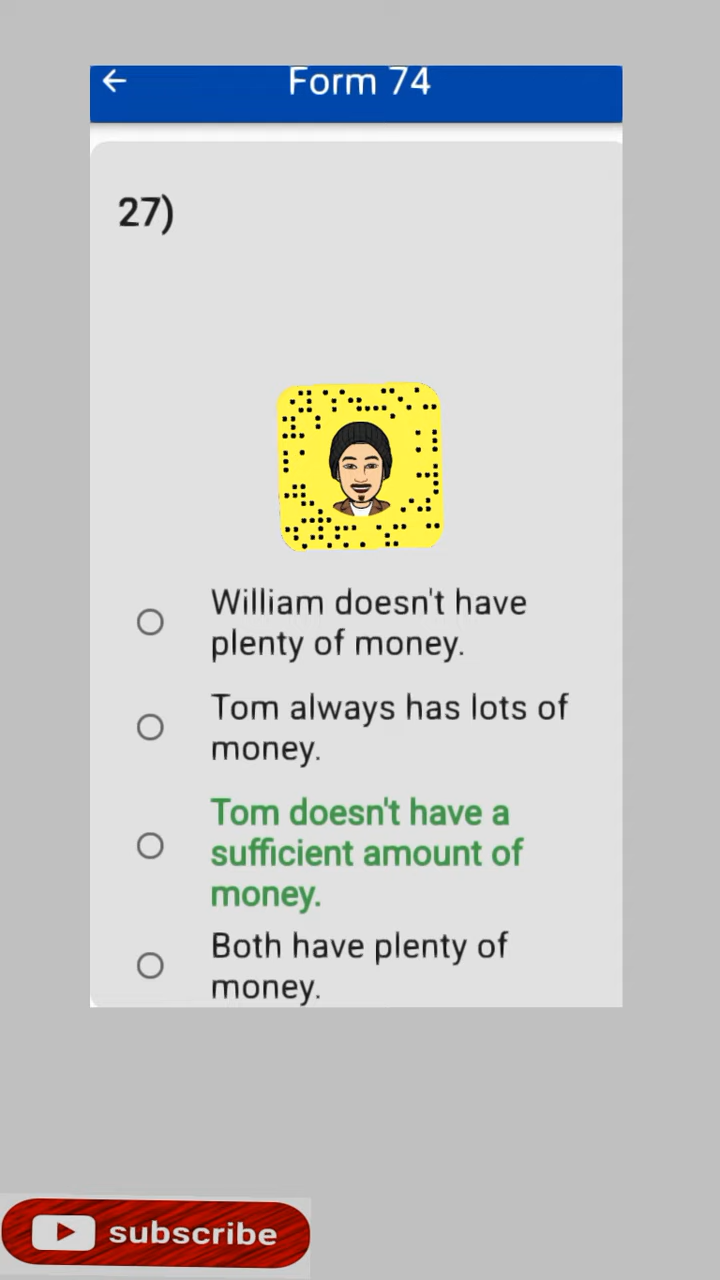 Form 74
27)
William doesn't have
plenty of money.
Tom always has lots of
money.
Tom doesn't have a
sufficient amount of
money.
Both have plenty of
money.
subscribe